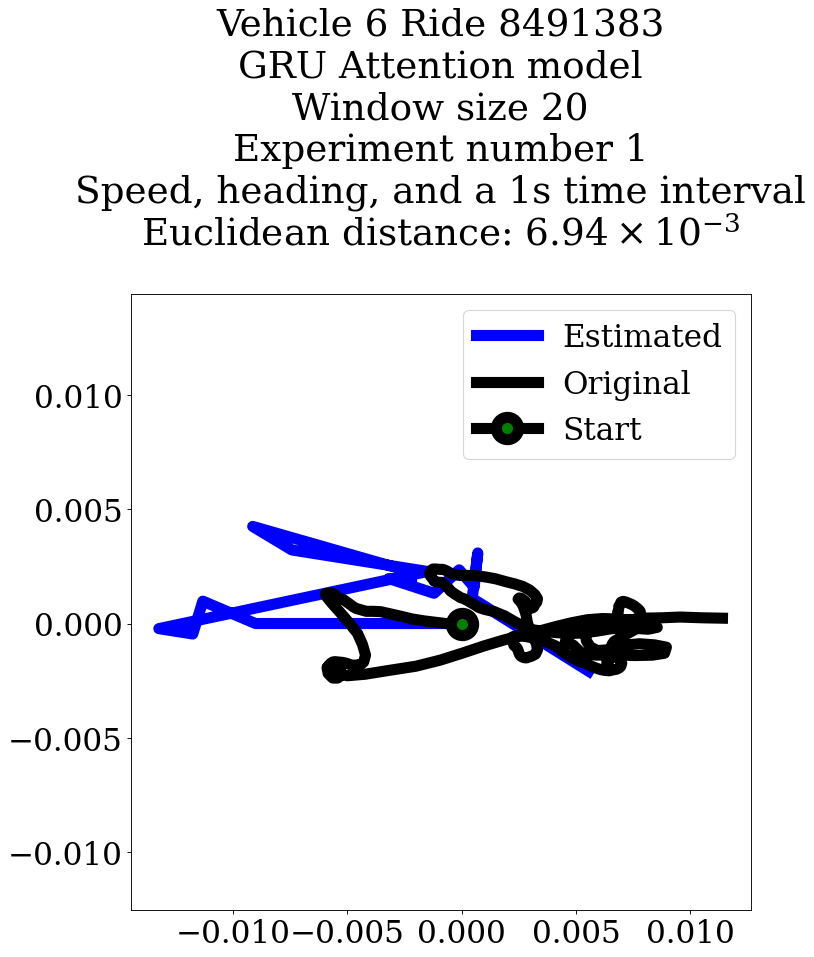 Vehicle 6 Ride 8491383
GRU Attention model
Window size 20
Experiment number 1
Speed, heading, and a 1s time interval
Euclidean distance: 6.94 × 10⁻³
Estimated
Original
Start
0.010
0.005
0.000
−0.005
−0.010
−0.010 −0.005 0.000 0.005 0.010